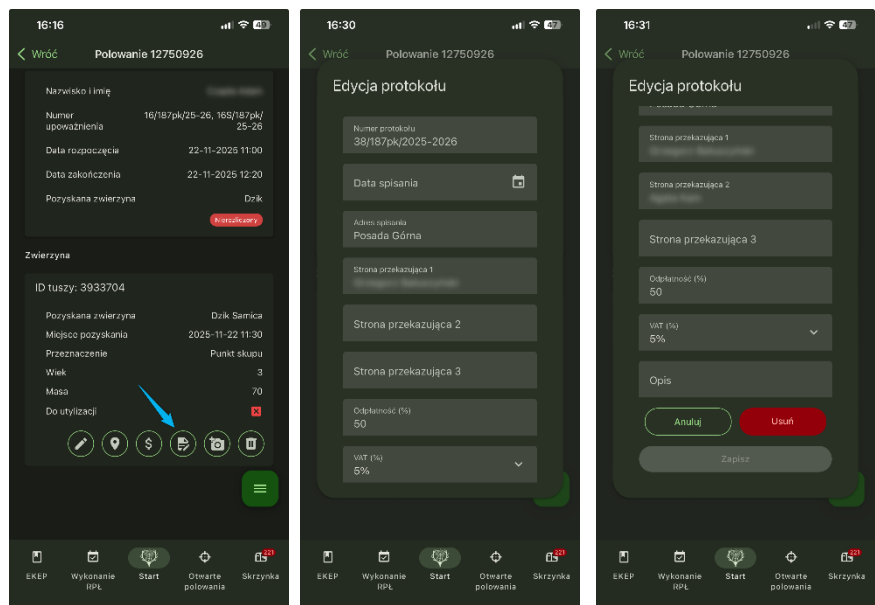 16:16
49
Wróć
Polowanie 12750926
Nazwisko i imię
Numer upoważnienia
16/187pk/25-26, 16S/187pk/
25-26
Data rozpoczęcia
22-11-2025 11:00
Data zakończenia
22-11-2025 12:20
Pozyskana zwierzyna
Dzik
Nierozliczony
Zwierzyna
ID tuszy: 3933704
Pozyskana zwierzyna
Dzik Samica
Miejsce pozyskania
2025-11-22 11:30
Przeznaczenie
Punkt skupu
Wiek
3
Masa
70
Do utylizacji
EKEP
Wykonanie
RPŁ
Start
Otwarte
polowania
221
Skrzynka
16:30
47
Wróć
Polowanie 12750926
Edycja protokołu
Numer protokołu
38/187pk/2025-2026
Data spisania
Adres spisania
Posada Górna
Strona przekazująca 1
Strona przekazująca 2
Strona przekazująca 3
Odpłatność (%)
50
VAT (%)
5%
EKEP
Wykonanie
RPŁ
Start
Otwarte
polowania
221
Skrzynka
16:31
47
Wróć
Polowanie 12750926
Edycja protokołu
Posada Górna
Strona przekazująca 1
Strona przekazująca 2
Strona przekazująca 3
Odpłatność (%)
50
VAT (%)
5%
Opis
Anuluj
Usuń
Zapisz
EKEP
Wykonanie
RPŁ
Start
Otwarte
polowania
221
Skrzynka